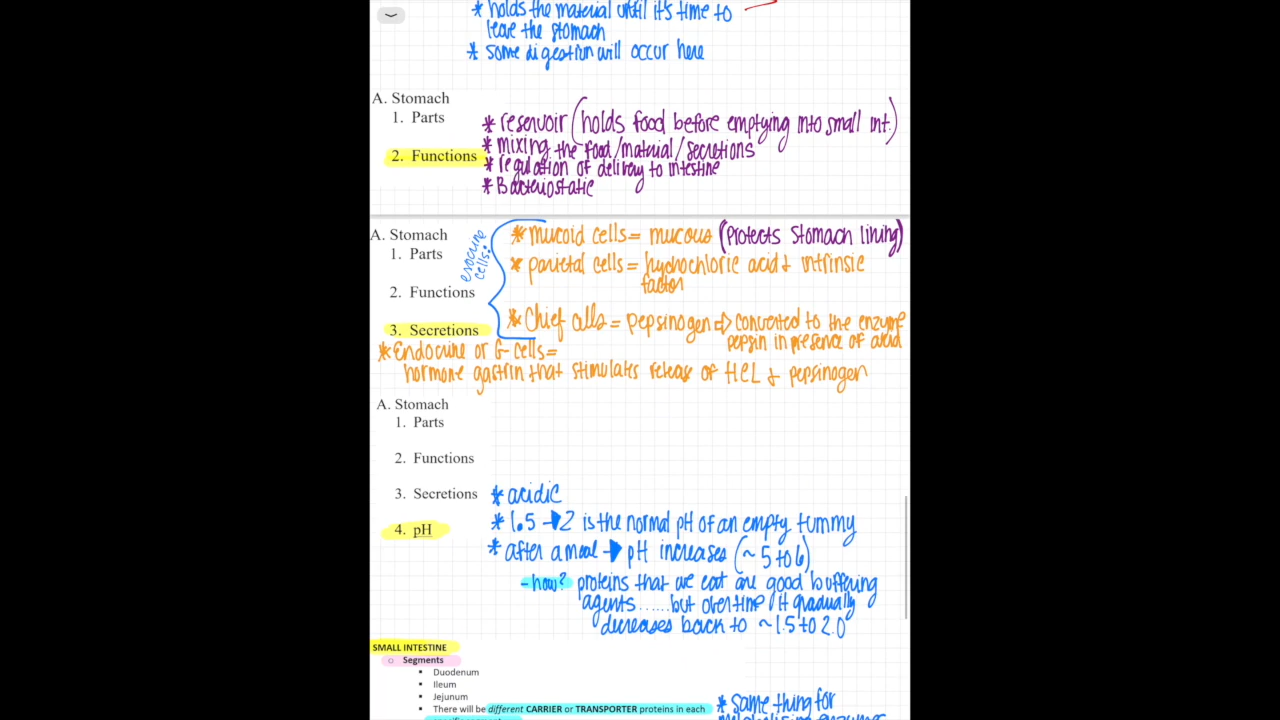 * holds the material until it's time to
leave the stomach
* some digestion will occur here
A. Stomach
1. Parts
* reservoir (holds food before emptying into small int.)
* mixing the food/material/secretions
2. Functions
* regulation of delivery to intestine
* Bacteriostatic
A. Stomach
exocrine cells:
* mucoid cells = mucous (protects stomach lining)
1. Parts
* parietal cells = hydrochloric acid + intrinsic
factor
2. Functions
* Chief cells = pepsinogen ⇨ converted to the enzyme
pepsin in presence of acid
3. Secretions
* Endocrine or G-cells =
hormone gastrin that stimulates release of HCL + pepsinogen
A. Stomach
1. Parts
2. Functions
3. Secretions
* acidic
4. pH
* 1.5 → 2 is the normal pH of an empty tummy
* after a meal → pH increases (~ 5 to 6)
- how? proteins that we eat are good buffering
agents......but overtime it gradually
decreases back to ~1.5 to 2.0
SMALL INTESTINE
○ Segments
▪ Duodenum
▪ Ileum
▪ Jejunum
▪ There will be different CARRIER or TRANSPORTER proteins in each
* same thing for